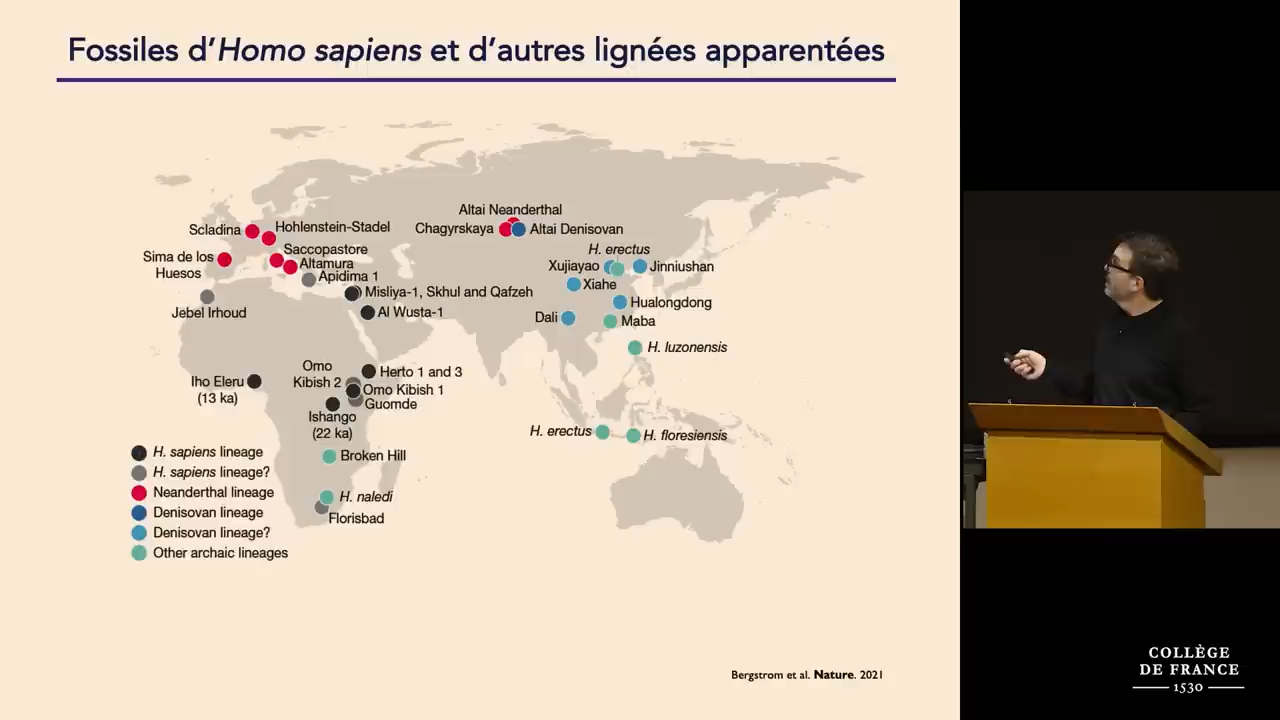 Fossiles d'Homo sapiens et d'autres lignées apparentées
Altai Neanderthal
Chagyrskaya
Altai Denisovan
Scladina
Hohlenstein-Stadel
Saccopastore
Sima de los
Huesos
Altamura
Apidima 1
H. erectus
Xujiayao
Jinniushan
Xiahe
Misliya-1, Skhul and Qafzeh
Hualongdong
Jebel Irhoud
Al Wusta-1
Dali
Maba
H. luzonensis
Omo
Kibish 2
Herto 1 and 3
Iho Eleru
(13 ka)
Omo Kibish 1
Guomde
Ishango
(22 ka)
H. erectus
H. floresiensis
Broken Hill
H. naledi
Florisbad
H. sapiens lineage
H. sapiens lineage?
Neanderthal lineage
Denisovan lineage
Denisovan lineage?
Other archaic lineages
Bergstrom et al. Nature. 2021
COLLÈGE
DE FRANCE
1530